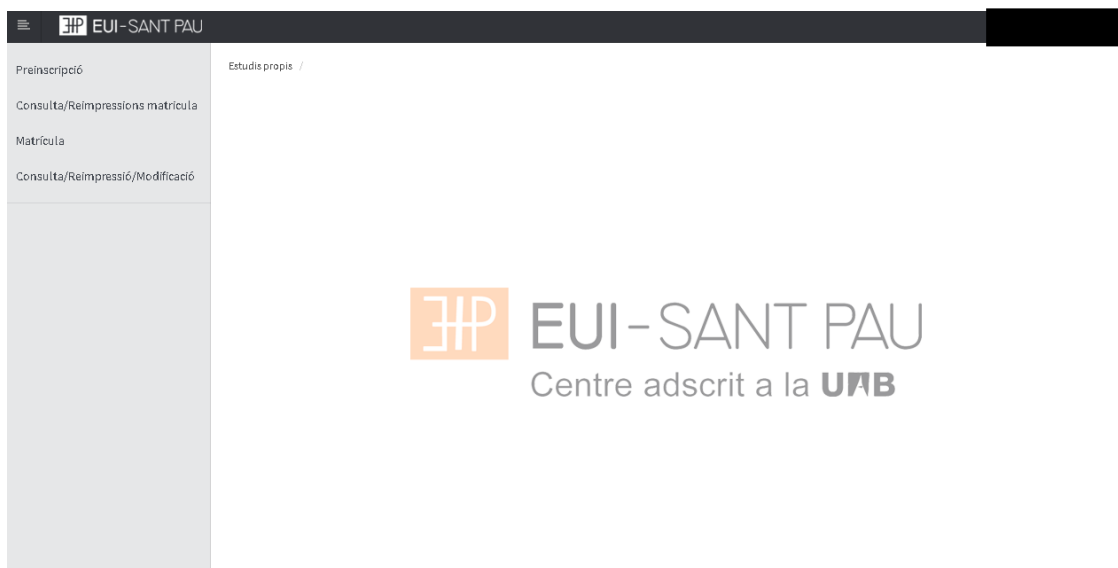 EUI-SANT PAU
Preinscripció
Consulta/Reimpressions matrícula
Matrícula
Consulta/Reimpressió/Modificació
Estudis propis /
EUI-SANT PAU
Centre adscrit a la UAB